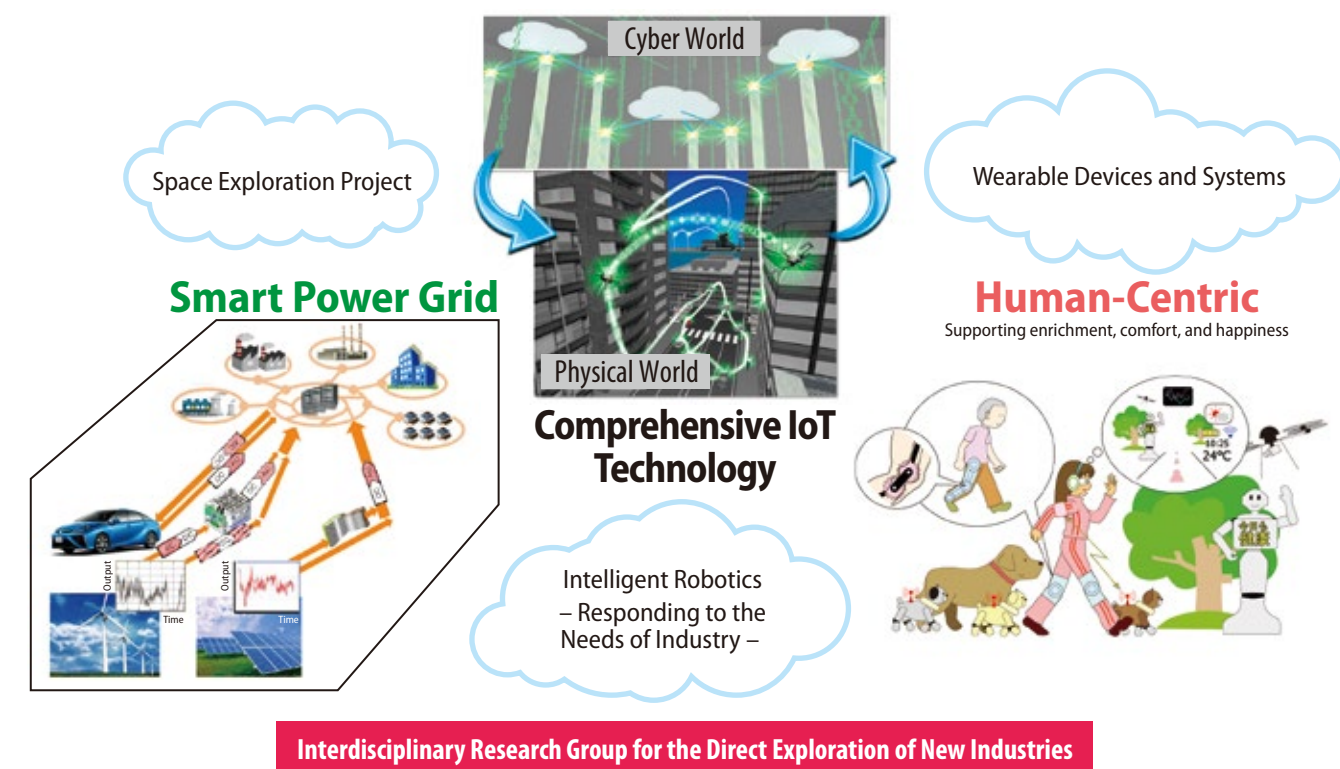 Cyber World
Space Exploration Project
Wearable Devices and Systems
Smart Power Grid
Human-Centric
Supporting enrichment, comfort, and happiness
Physical World
Comprehensive IoT
Technology
10:25
24℃
Output
Time
Output
Time
Intelligent Robotics
– Responding to the
Needs of Industry –
Interdisciplinary Research Group for the Direct Exploration of New Industries